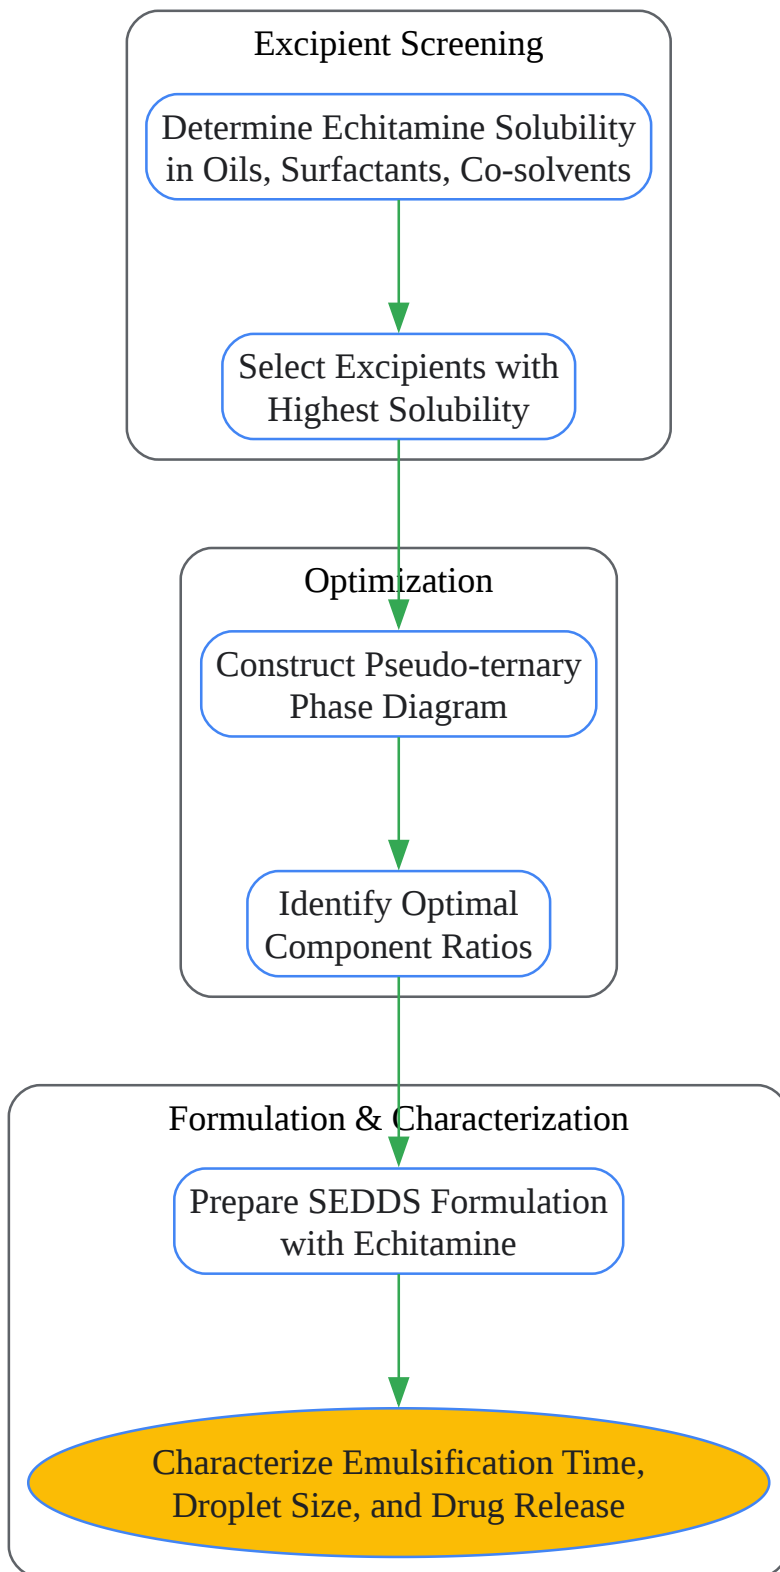 Excipient Screening
Determine Echitamine Solubility
in Oils, Surfactants, Co-solvents
Select Excipients with
Highest Solubility
Optimization
Construct Pseudo-ternary
Phase Diagram
Identify Optimal
Component Ratios
Formulation & Characterization
Prepare SEDDS Formulation
with Echitamine
Characterize Emulsification Time,
Droplet Size, and Drug Release